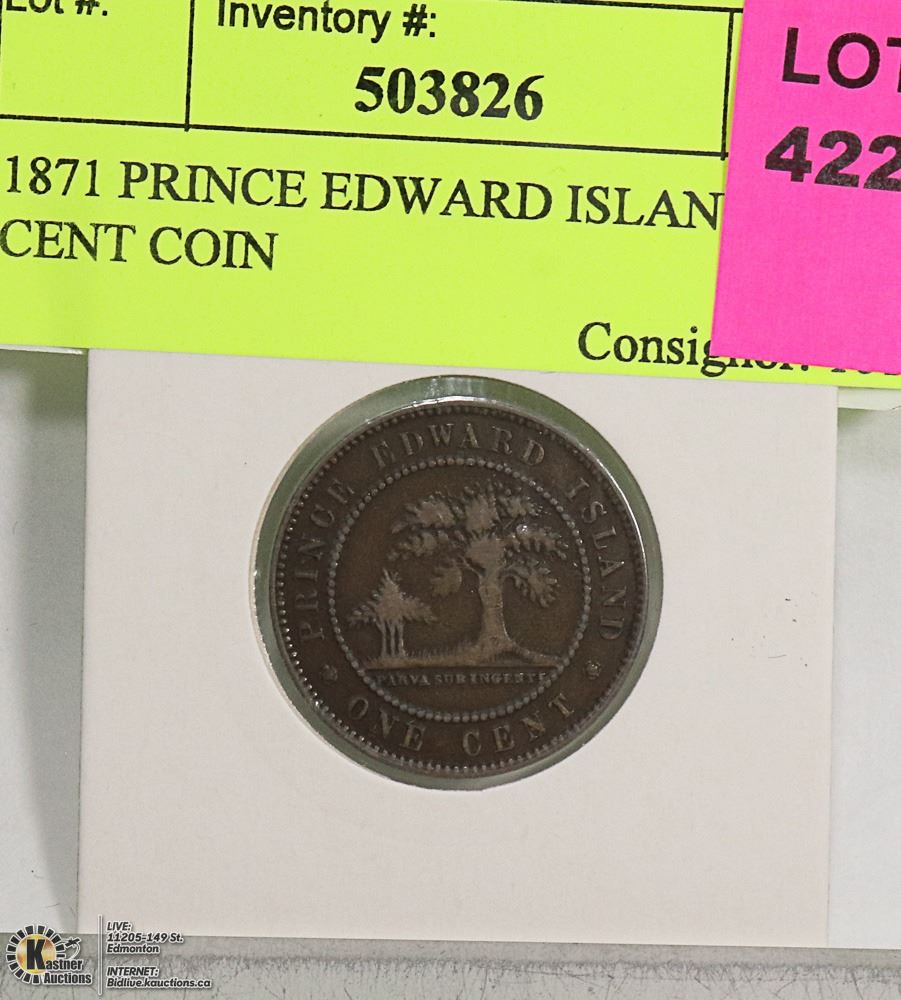 Lot #:
Inventory #:
503826
LOT
422
1871 PRINCE EDWARD ISLAN
CENT COIN
PRINCE EDWARD ISLAND
PARVA SUB INGENTI
ONE CENT
Kastner
Auctions
LIVE:
11205-149 St.
Edmonton
INTERNET:
Bidlive.kauctions.ca